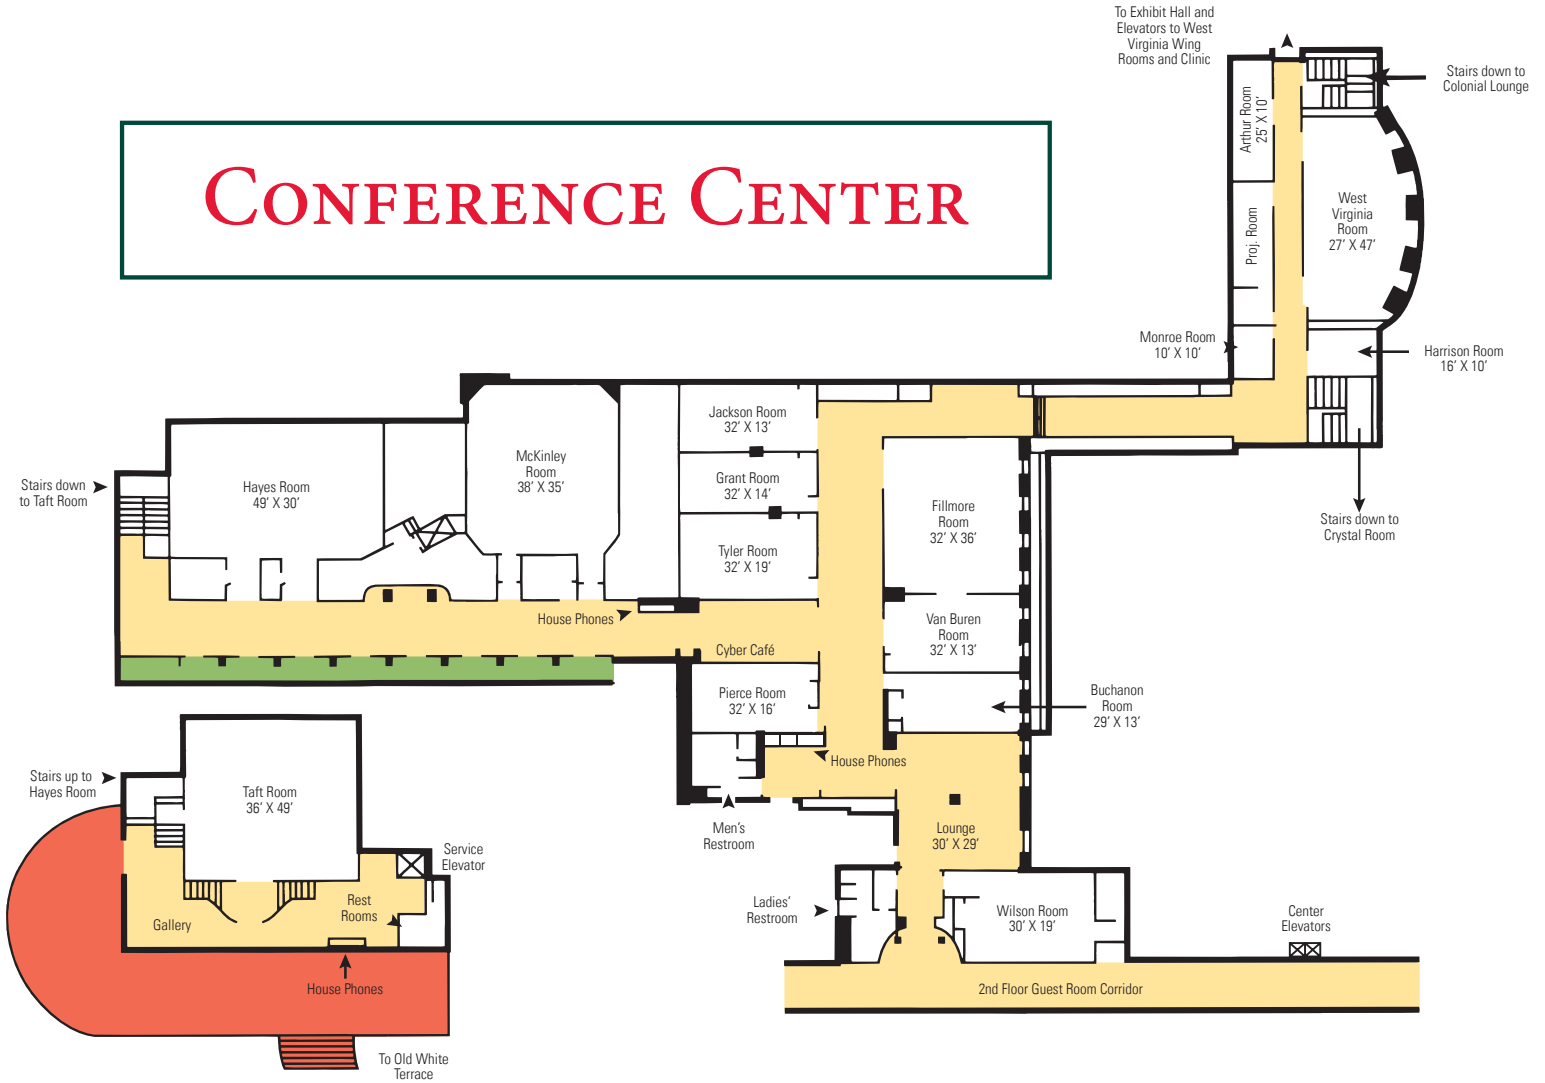 To Exhibit Hall and
Elevators to West
Virginia Wing
Rooms and Clinic
Stairs down to
Colonial Lounge
Arthur Room
25' X 10'
CONFERENCE CENTER
West
Virginia
Room
27' X 47'
Proj. Room
Monroe Room
10' X 10'
Harrison Room
16' X 10'
Jackson Room
32' X 13'
McKinley
Room
38' X 35'
Grant Room
32' X 14'
Hayes Room
49' X 30'
Stairs down
to Taft Room
Fillmore
Room
32' X 36'
Stairs down to
Crystal Room
Tyler Room
32' X 19'
House Phones
Van Buren
Room
32' X 13'
Cyber Café
Pierce Room
32' X 16'
Buchanon
Room
29' X 13'
House Phones
Stairs up to
Hayes Room
Taft Room
36' X 49'
Men's
Restroom
Lounge
30' X 29'
Service
Elevator
Rest
Rooms
Gallery
Ladies'
Restroom
Wilson Room
30' X 19'
Center
Elevators
House Phones
2nd Floor Guest Room Corridor
To Old White
Terrace